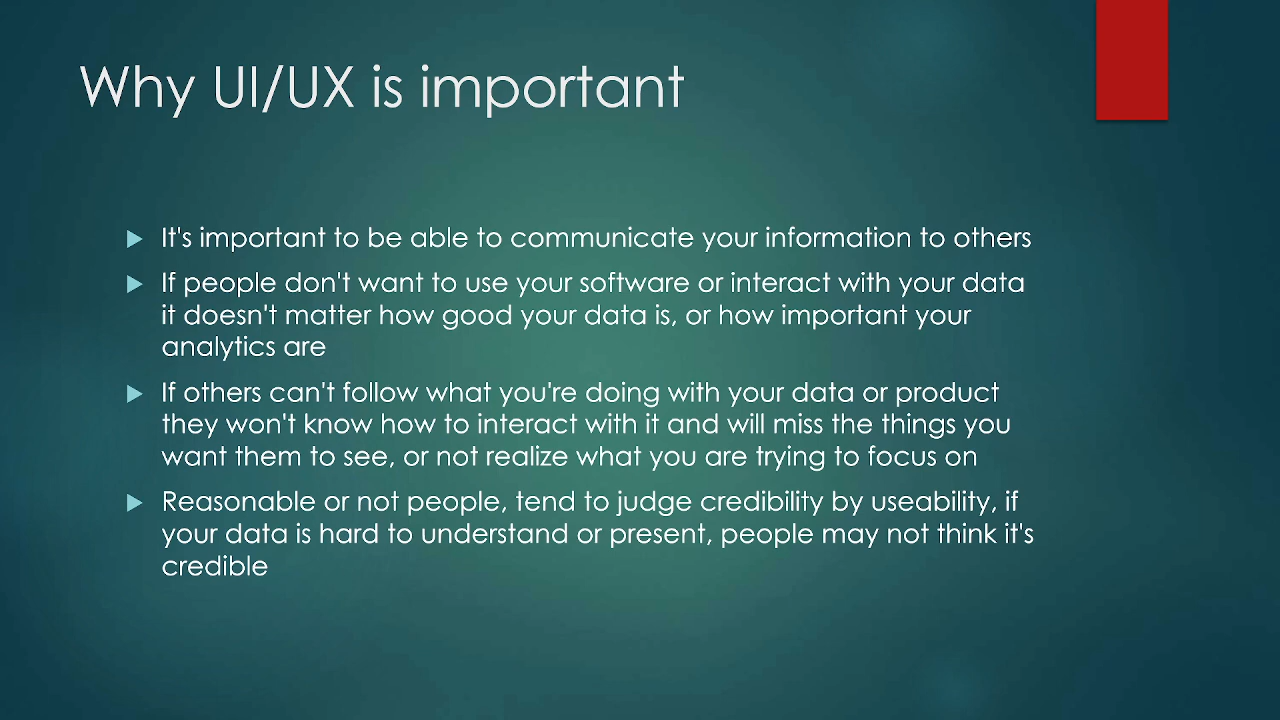 Why UI/UX is important
It's important to be able to communicate your information to others
If people don't want to use your software or interact with your data
it doesn't matter how good your data is, or how important your
analytics are
If others can't follow what you're doing with your data or product
they won't know how to interact with it and will miss the things you
want them to see, or not realize what you are trying to focus on
Reasonable or not people, tend to judge credibility by useability, if
your data is hard to understand or present, people may not think it's
credible